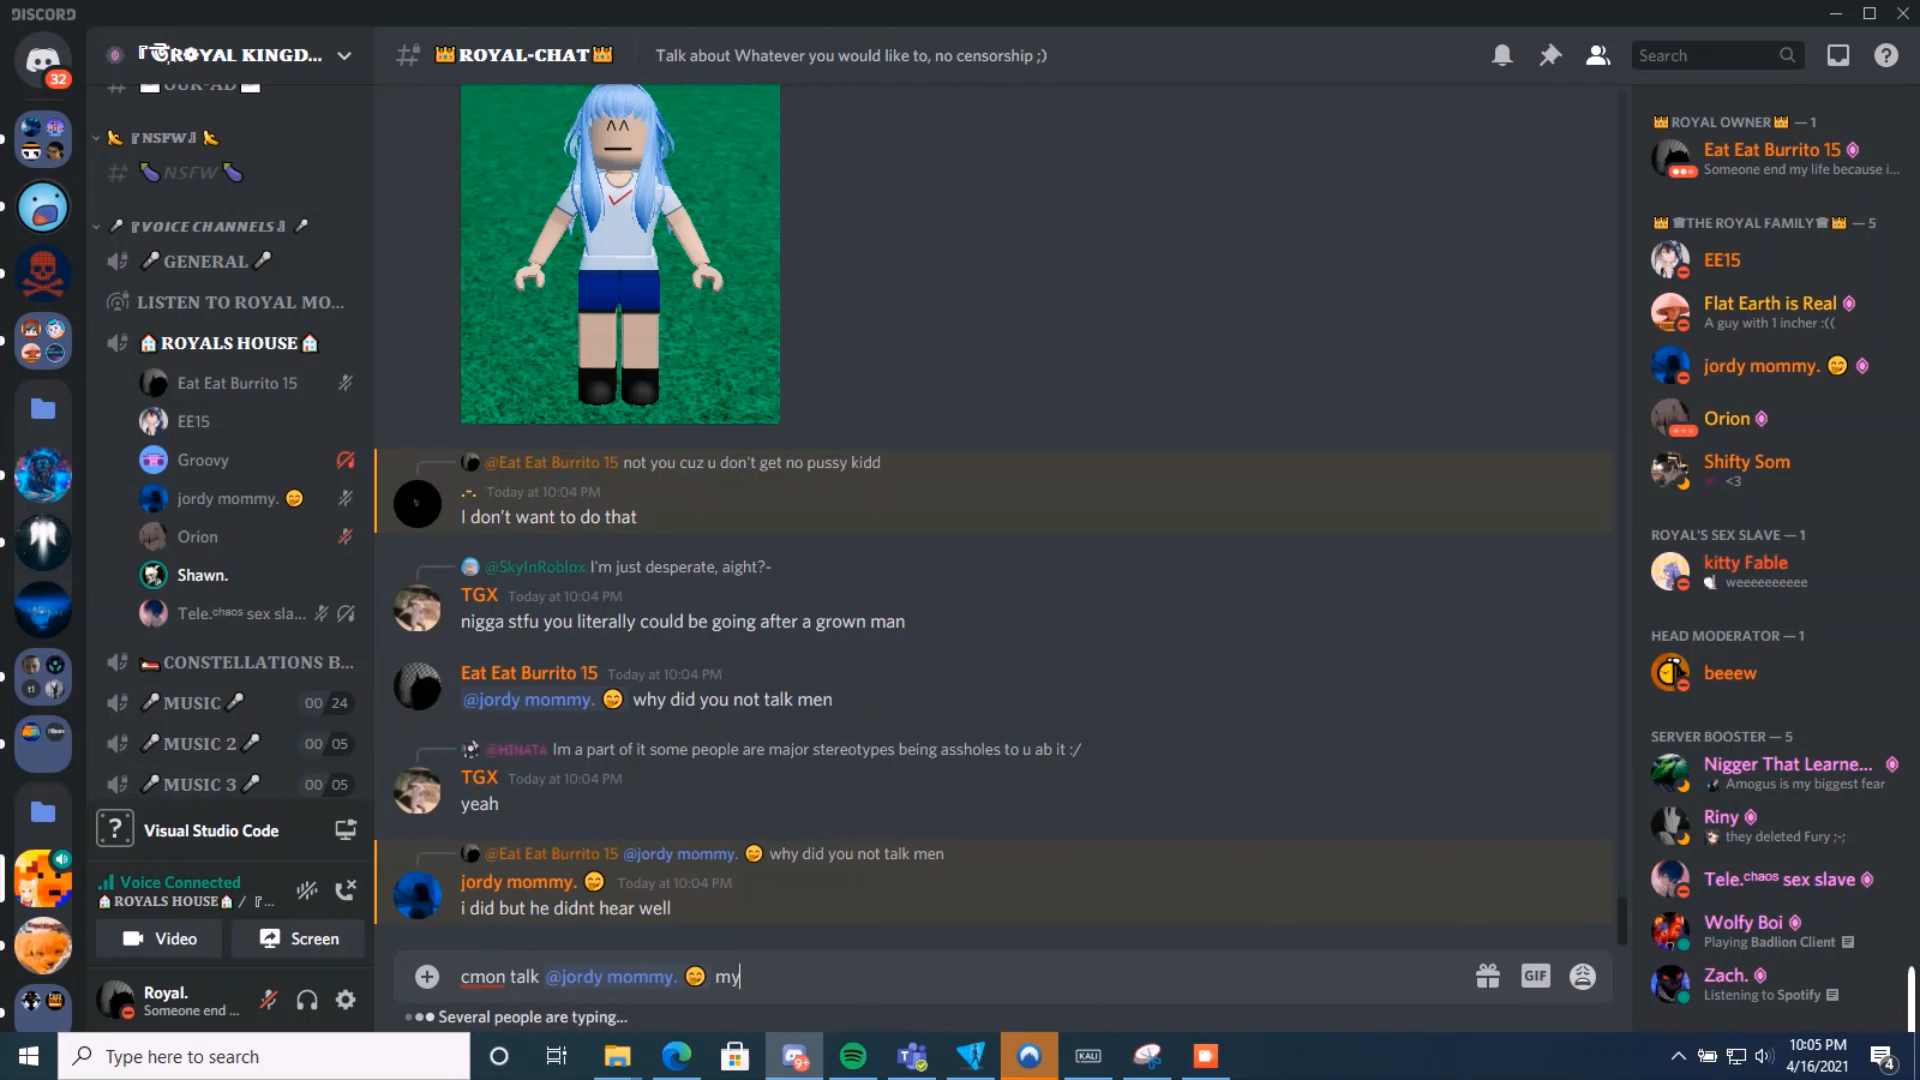 DISCORD
32
ROYAL KINGD...
OUR-AD
『NSFW』
NSFW
『VOICE CHANNELS』
GENERAL
LISTEN TO ROYAL MO...
ROYALS HOUSE
Eat Eat Burrito 15
EE15
Groovy
jordy mommy. 😊
Orion
Shawn.
Tele.ᶜʰᵃᵒˢ sex sla...
CONSTELLATIONS B...
MUSIC 00 24
MUSIC 2 00 05
MUSIC 3 00 05
? Visual Studio Code
Voice Connected
ROYALS HOUSE / 『...
Video Screen
Royal.
Someone end ...
👑ROYAL-CHAT👑 Talk about Whatever you would like to, no censorship ;)
Search
^^
@Eat Eat Burrito 15 not you cuz u don't get no pussy kidd
.-. Today at 10:04 PM
I don't want to do that
@SkyInRoblox I'm just desperate, aight?-
TGX Today at 10:04 PM
nigga stfu you literally could be going after a grown man
Eat Eat Burrito 15 Today at 10:04 PM
@jordy mommy. 😊 why did you not talk men
@HINATA Im a part of it some people are major stereotypes being assholes to u ab it :/
TGX Today at 10:04 PM
yeah
@Eat Eat Burrito 15 @jordy mommy. 😊 why did you not talk men
jordy mommy. 😊 Today at 10:04 PM
i did but he didnt hear well
cmon talk @jordy mommy. 😊 my
GIF
Several people are typing...
👑ROYAL OWNER👑 — 1
Eat Eat Burrito 15
Someone end my life because i...
👑THE ROYAL FAMILY👑 — 5
EE15
Flat Earth is Real
A guy with 1 incher :((
jordy mommy. 😊
Orion
Shifty Som
<3
ROYAL'S SEX SLAVE — 1
kitty Fable
weeeeeeeeee
HEAD MODERATOR — 1
beeew
SERVER BOOSTER — 5
Nigger That Learne...
Amogus is my biggest fear
Riny
they deleted Fury ;-;
Tele.ᶜʰᵃᵒˢ sex slave
Wolfy Boi
Playing Badlion Client
Zach.
Listening to Spotify
Type here to search
9+
KALI
10:05 PM
4/16/2021
4